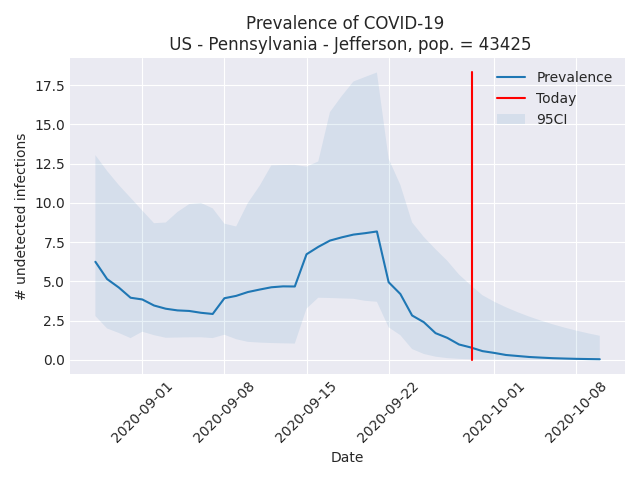 Prevalence of COVID-19
US - Pennsylvania - Jefferson, pop. = 43425
Prevalence
Today
95CI
17.5
15.0
12.5
10.0
7.5
5.0
2.5
0.0
# undetected infections
2020-09-01
2020-09-08
2020-09-15
2020-09-22
2020-10-01
2020-10-08
Date